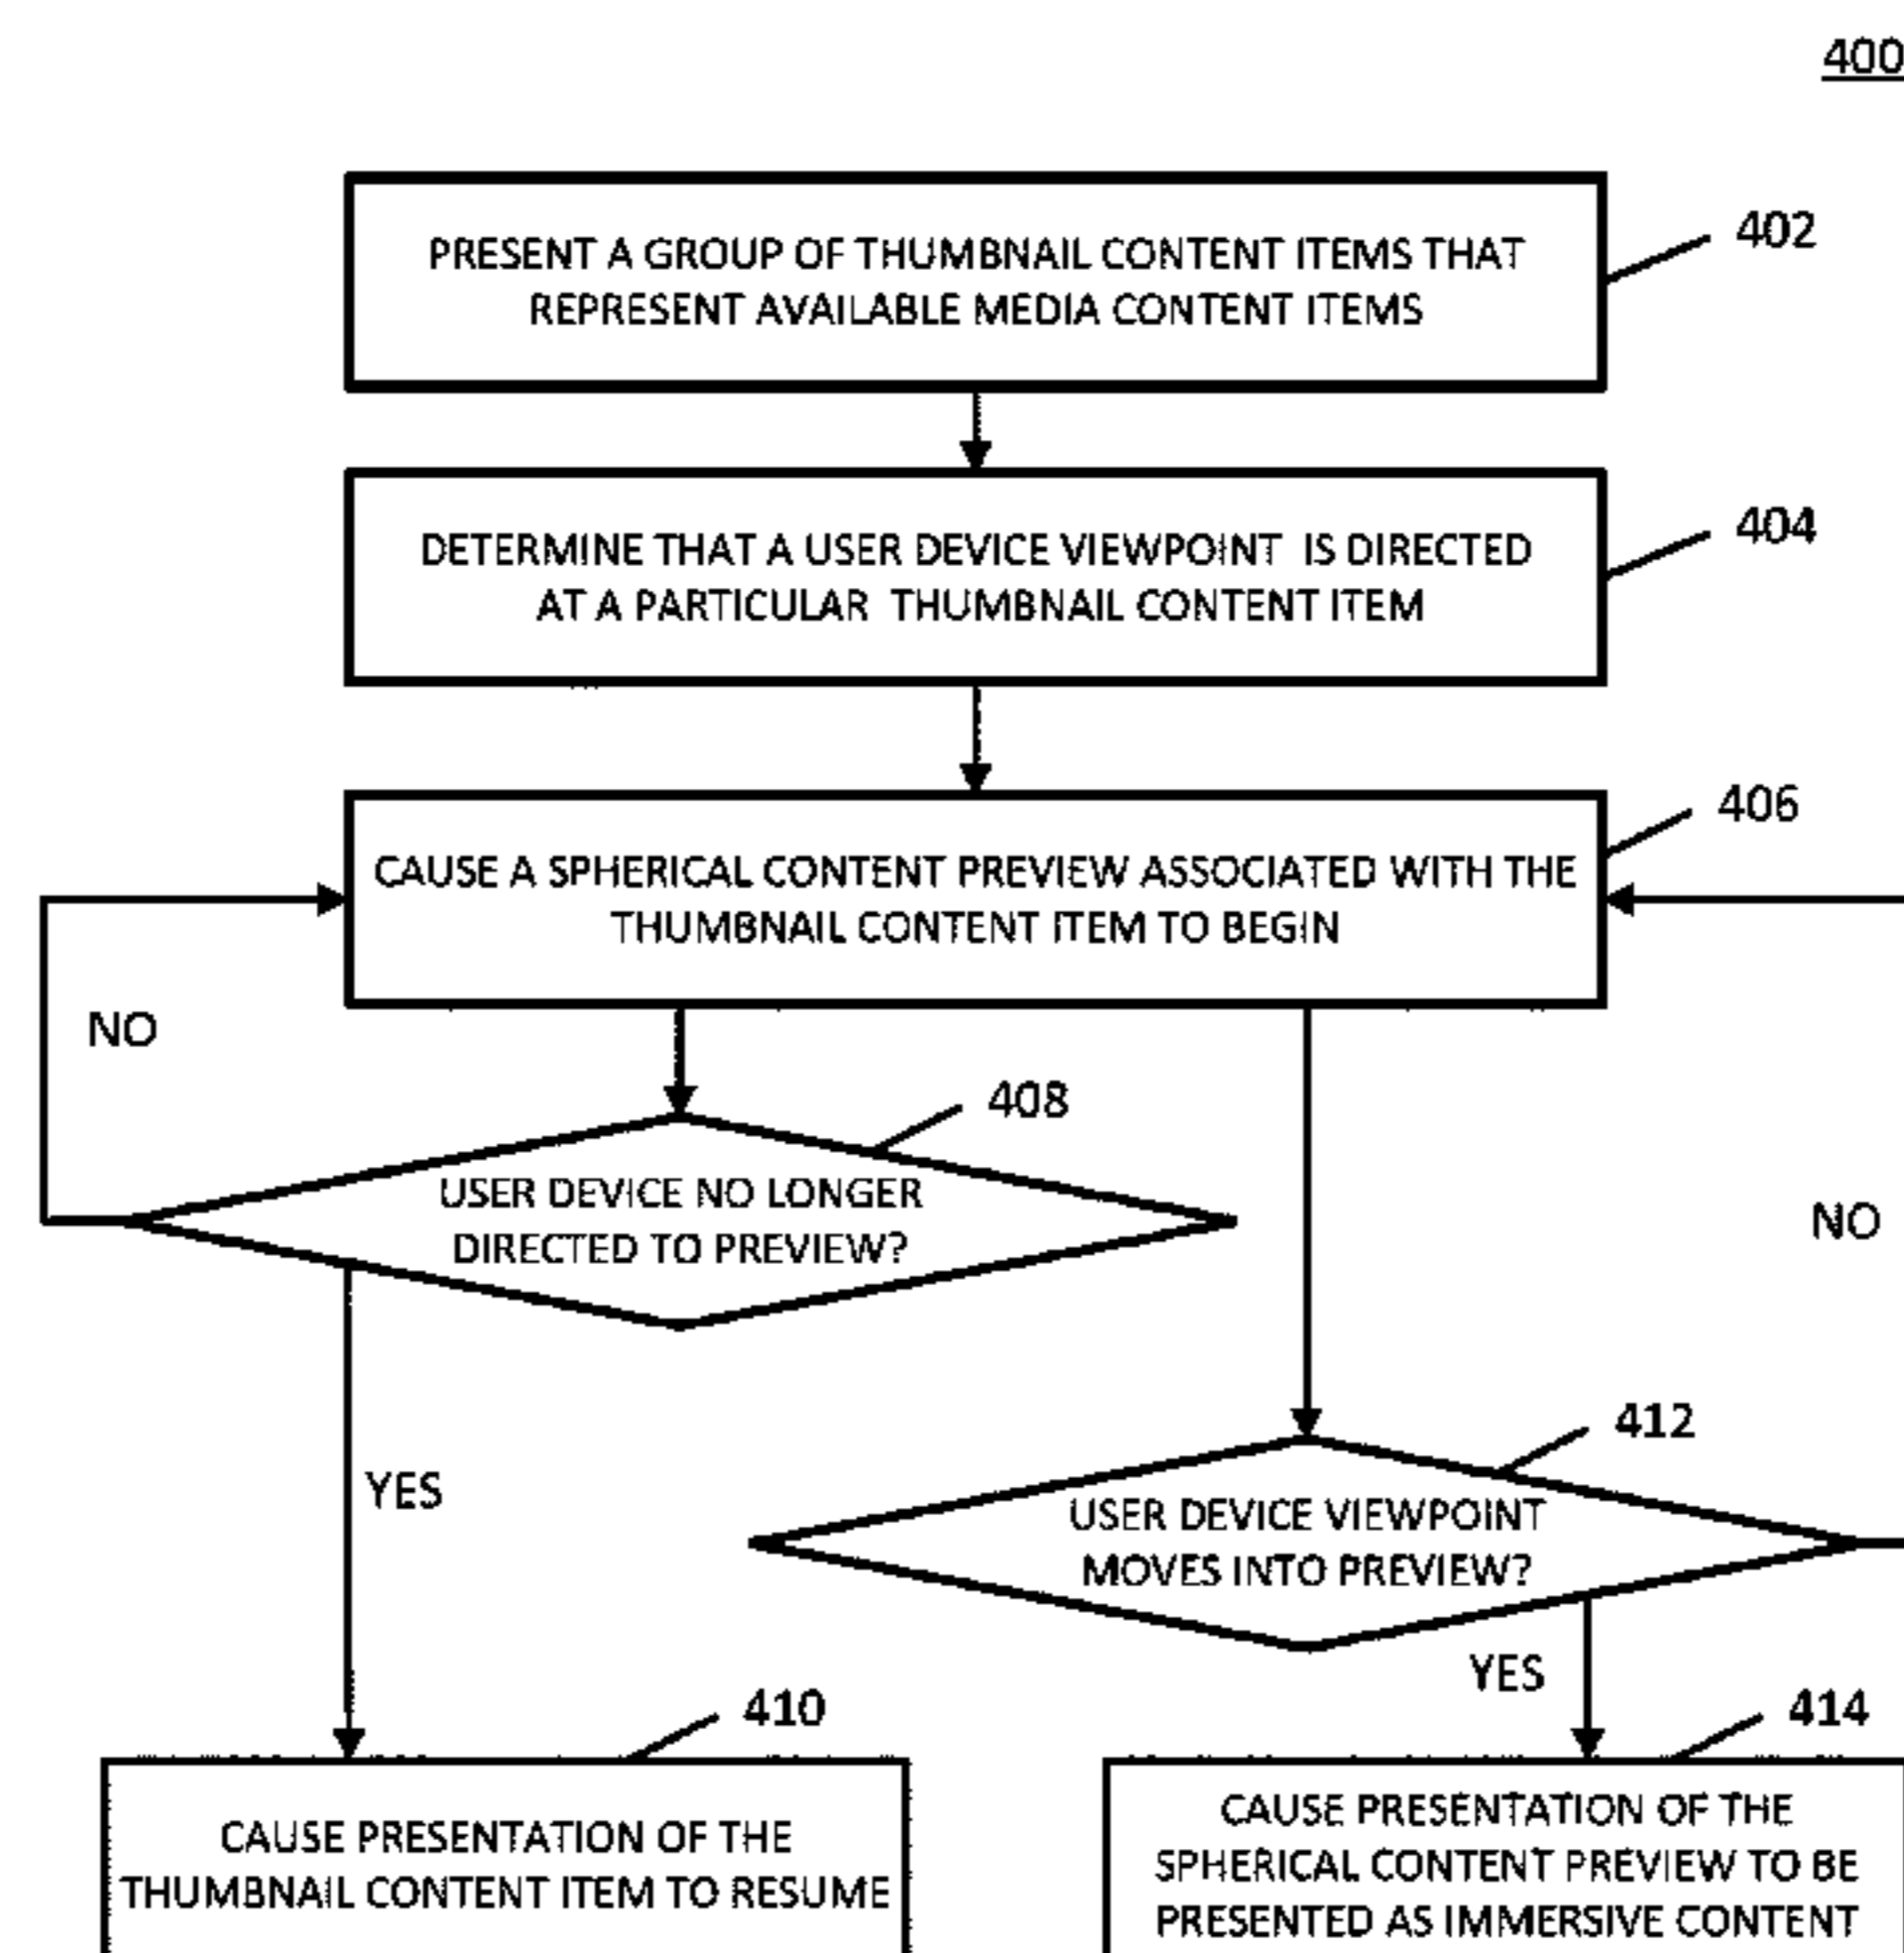 400
PRESENT A GROUP OF THUMBNAIL CONTENT ITEMS THAT
REPRESENT AVAILABLE MEDIA CONTENT ITEMS
402
DETERMINE THAT A USER DEVICE VIEWPOINT IS DIRECTED
AT A PARTICULAR THUMBNAIL CONTENT ITEM
404
CAUSE A SPHERICAL CONTENT PREVIEW ASSOCIATED WITH THE
THUMBNAIL CONTENT ITEM TO BEGIN
406
NO
408
USER DEVICE NO LONGER
DIRECTED TO PREVIEW?
NO
YES
412
USER DEVICE VIEWPOINT
MOVES INTO PREVIEW?
YES
410
414
CAUSE PRESENTATION OF THE
THUMBNAIL CONTENT ITEM TO RESUME
CAUSE PRESENTATION OF THE
SPHERICAL CONTENT PREVIEW TO BE
PRESENTED AS IMMERSIVE CONTENT